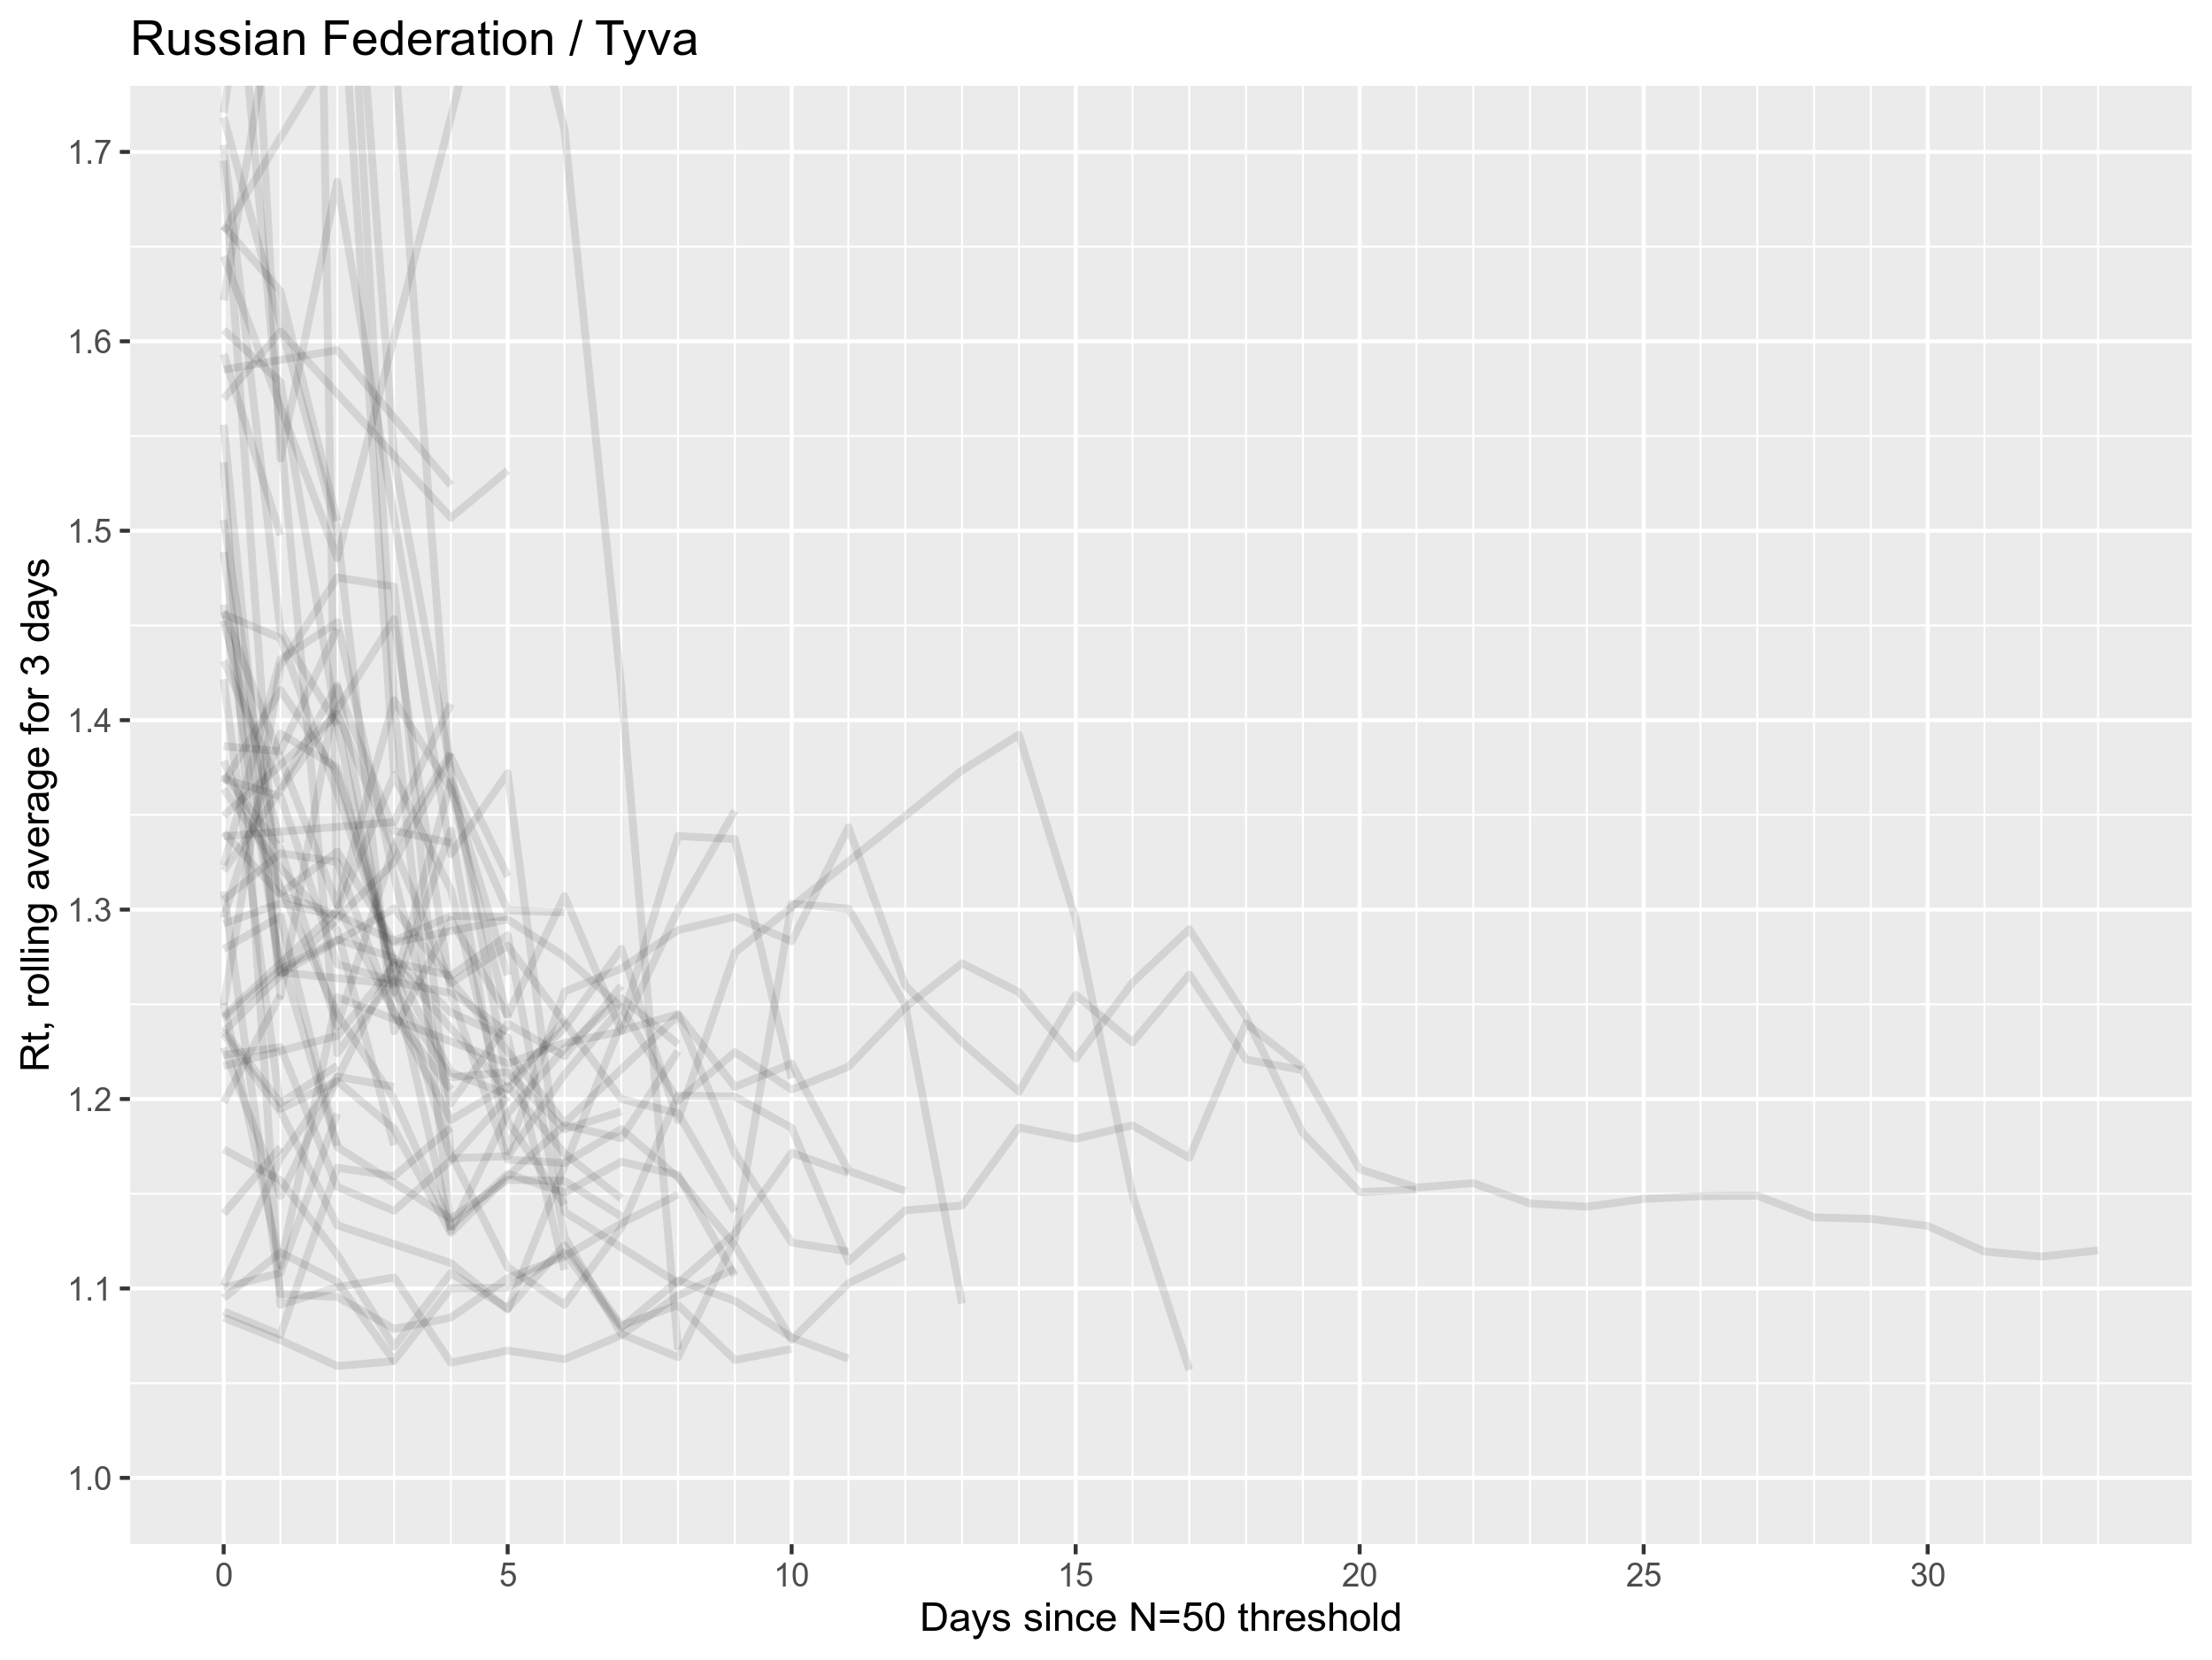 Russian Federation / Tyva
Rt, rolling average for 3 days
1.7
1.6
1.5
1.4
1.3
1.2
1.1
1.0
0 5 10 15 20 25 30
Days since N=50 threshold